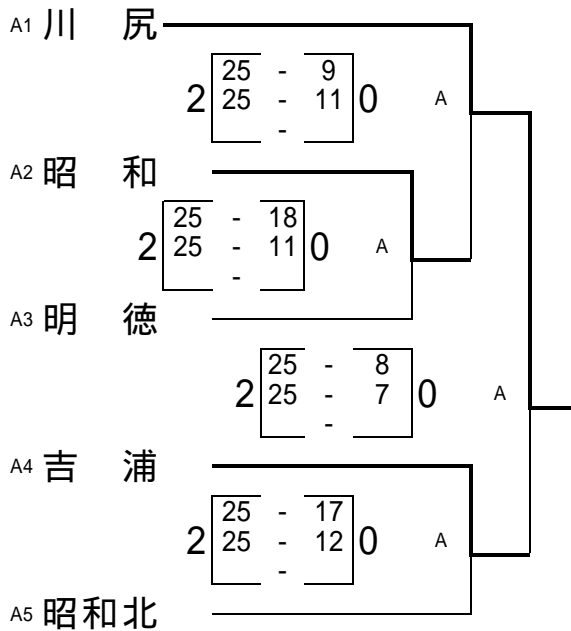 A1 川 尻
25 - 9
2 25 - 11 0 A
-
A2 昭 和
25 - 18
2 25 - 11 0 A
-
A3 明 徳
25 - 8
2 25 - 7 0 A
-
A4 吉 浦
25 - 17
2 25 - 12 0 A
-
A5 昭和北